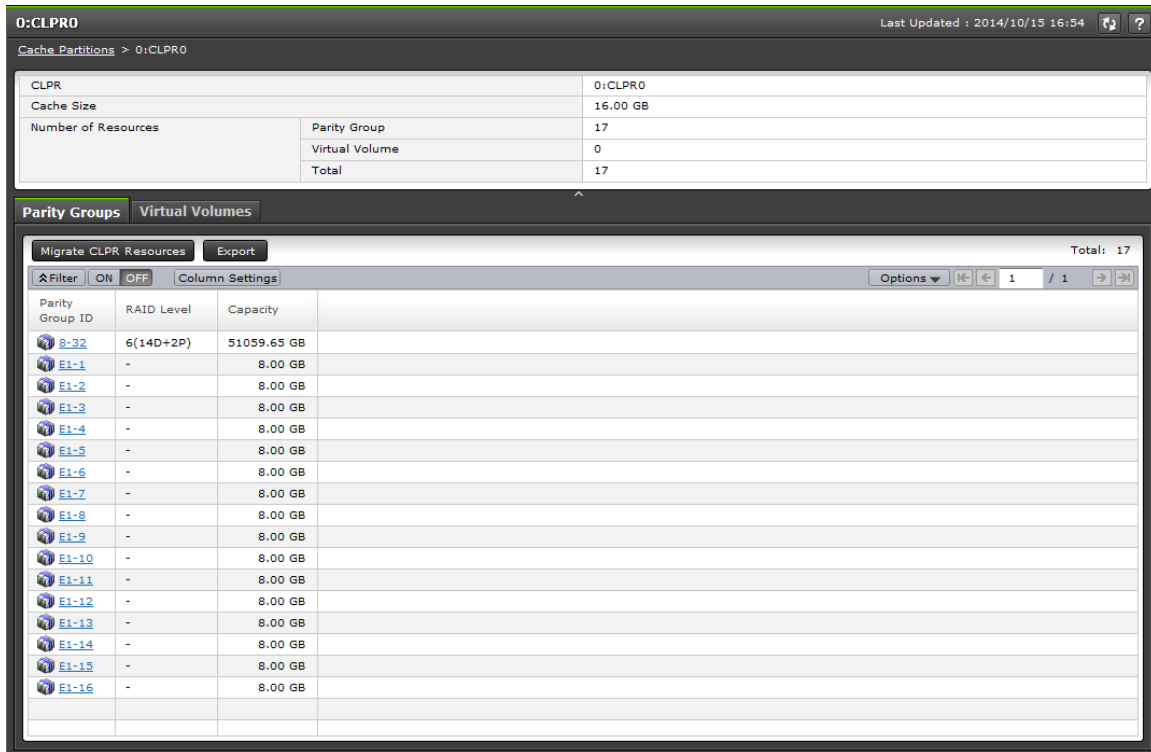 0:CLPR0 Last Updated : 2014/10/15 16:54 ?
Cache Partitions > 0:CLPR0
CLPR 0:CLPR0
Cache Size 16.00 GB
Number of Resources Parity Group 17
Virtual Volume 0
Total 17
Parity Groups Virtual Volumes
Migrate CLPR Resources Export Total: 17
Filter ON OFF Column Settings Options 1 / 1
Parity Group ID RAID Level Capacity
8-32 6(14D+2P) 51059.65 GB
E1-1 - 8.00 GB
E1-2 - 8.00 GB
E1-3 - 8.00 GB
E1-4 - 8.00 GB
E1-5 - 8.00 GB
E1-6 - 8.00 GB
E1-7 - 8.00 GB
E1-8 - 8.00 GB
E1-9 - 8.00 GB
E1-10 - 8.00 GB
E1-11 - 8.00 GB
E1-12 - 8.00 GB
E1-13 - 8.00 GB
E1-14 - 8.00 GB
E1-15 - 8.00 GB
E1-16 - 8.00 GB